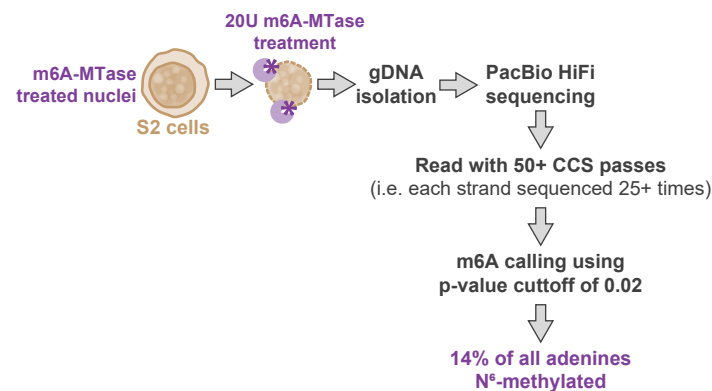 m6A-MTase
treated nuclei
S2 cells
20U m6A-MTase
treatment
gDNA
isolation
PacBio HiFi
sequencing
Read with 50+ CCS passes
(i.e. each strand sequenced 25+ times)
m6A calling using
p-value cuttoff of 0.02
14% of all adenines
N⁶-methylated